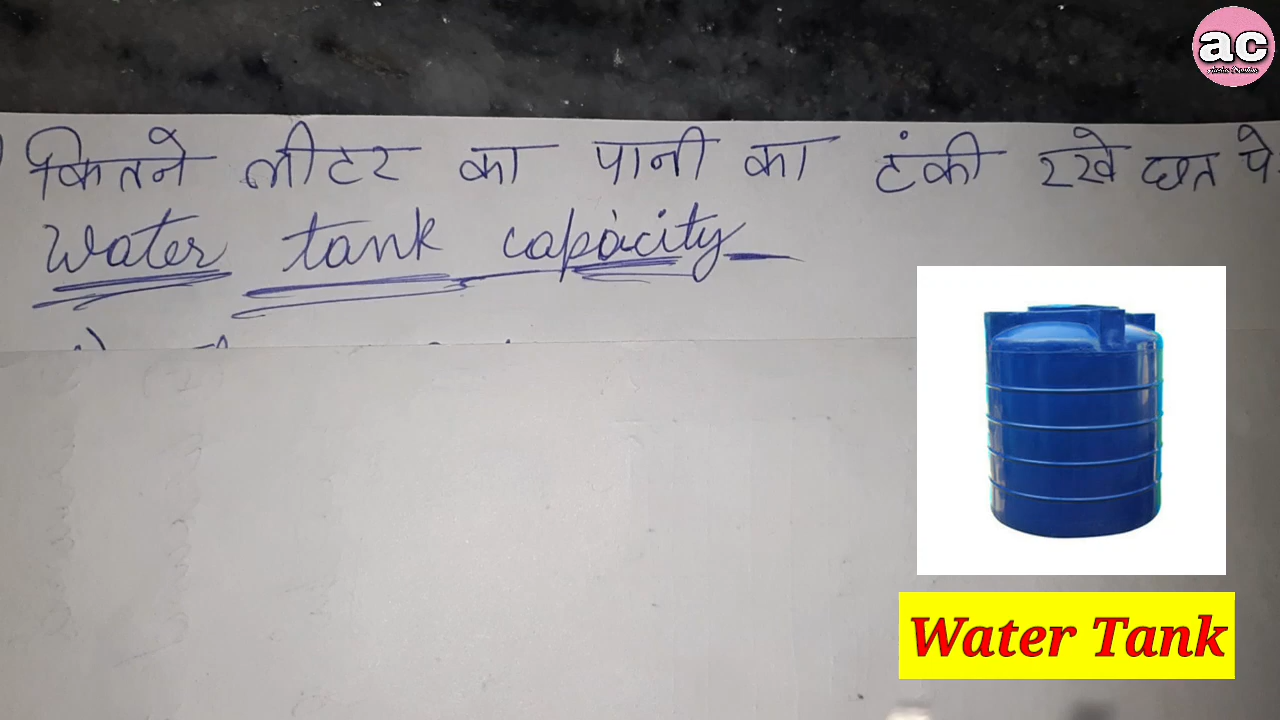 ac
कितने लीटर का पानी का टंकी रखे छत पे
Water tank capacity
Water Tank